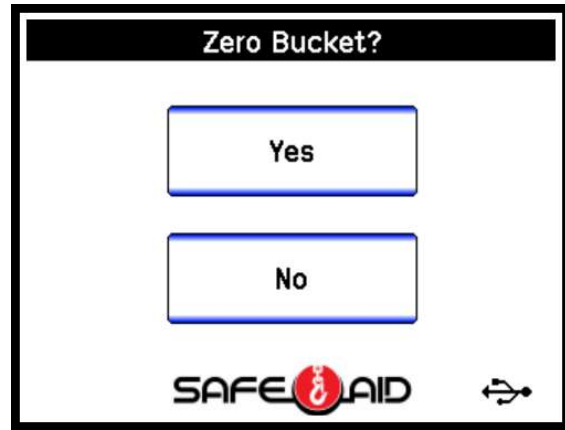 Zero Bucket?
Yes
No
SAFE AID